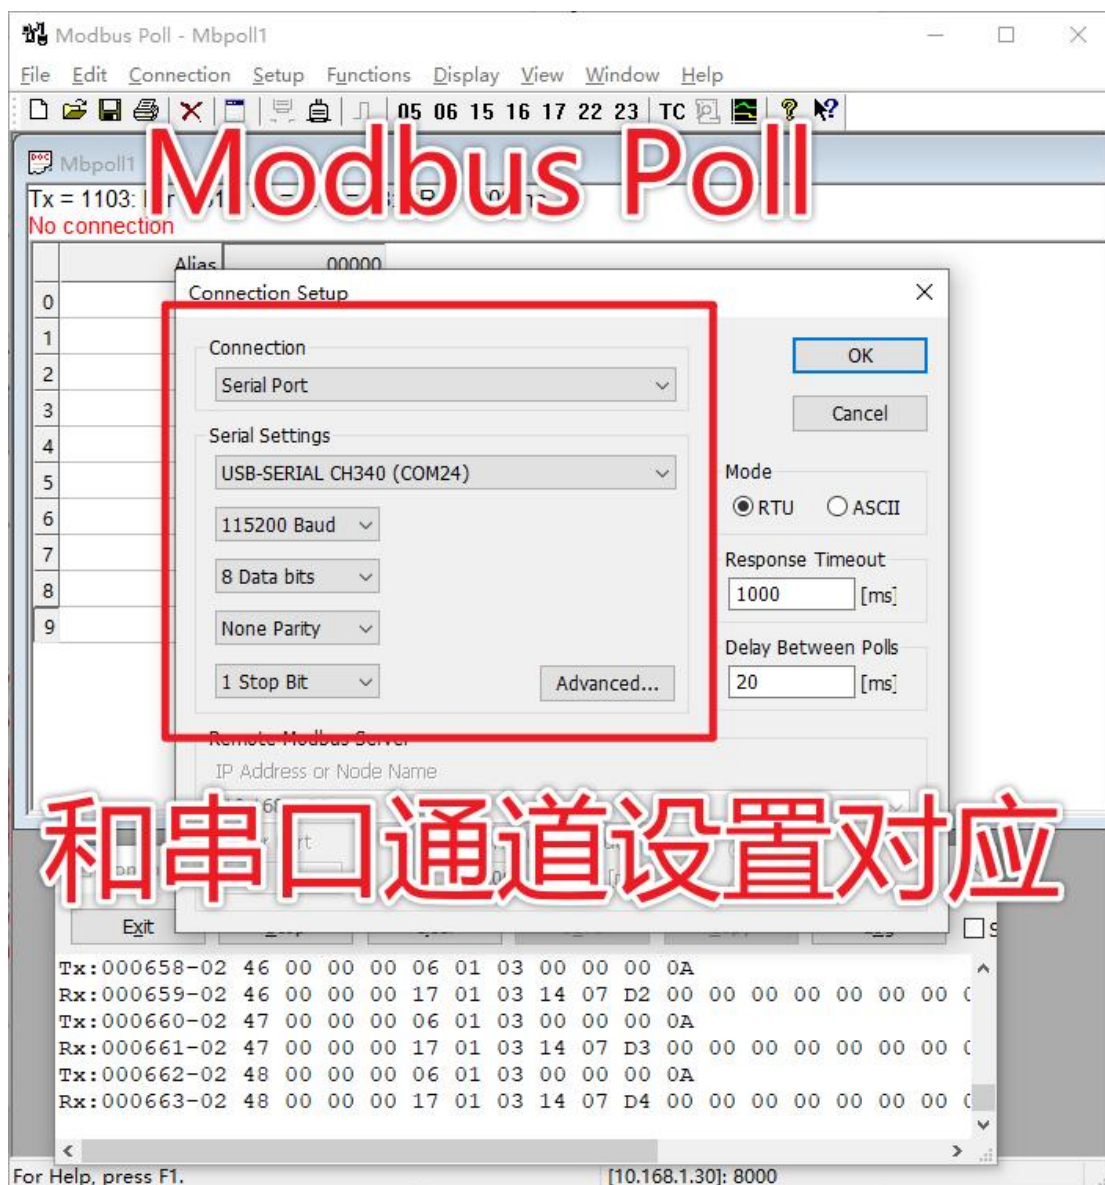 Modbus Poll - Mbpoll1
File Edit Connection Setup Functions Display View Window Help
05 06 15 16 17 22 23 TC
Mbpoll1
Modbus Poll
Tx = 1103:
No connection
Alias 00000
0
1
2
3
4
5
6
7
8
9
Connection Setup
Connection
Serial Port
OK
Cancel
Serial Settings
USB-SERIAL CH340 (COM24)
115200 Baud
8 Data bits
None Parity
1 Stop Bit
Advanced...
Mode
RTU ASCII
Response Timeout
1000 [ms]
Delay Between Polls
20 [ms]
Remote Modbus Server
IP Address or Node Name
和串口通道设置对应
Exit
Tx:000658-02 46 00 00 00 06 01 03 00 00 00 0A
Rx:000659-02 46 00 00 00 17 01 03 14 07 D2 00 00 00 00 00 00 00
Tx:000660-02 47 00 00 00 06 01 03 00 00 00 0A
Rx:000661-02 47 00 00 00 17 01 03 14 07 D3 00 00 00 00 00 00 00
Tx:000662-02 48 00 00 00 06 01 03 00 00 00 0A
Rx:000663-02 48 00 00 00 17 01 03 14 07 D4 00 00 00 00 00 00 00
For Help, press F1.
[10.168.1.30]: 8000